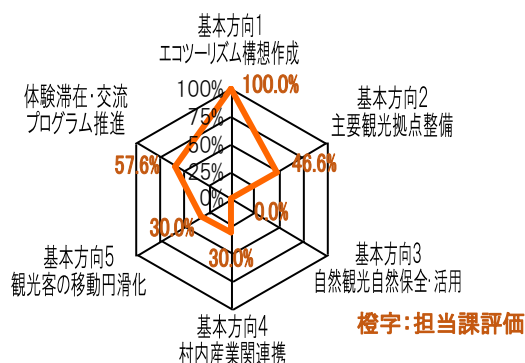 基本方向1
エコツーリズム構想作成
100%
100.0%
75%
50%
25%
0%
基本方向2
主要観光拠点整備
46.6%
0.0%
基本方向3
自然観光自然保全・活用
30.0%
基本方向4
村内産業間連携
30.0%
基本方向5
観光客の移動円滑化
体験滞在・交流
プログラム推進
57.6%
橙字：担当課評価